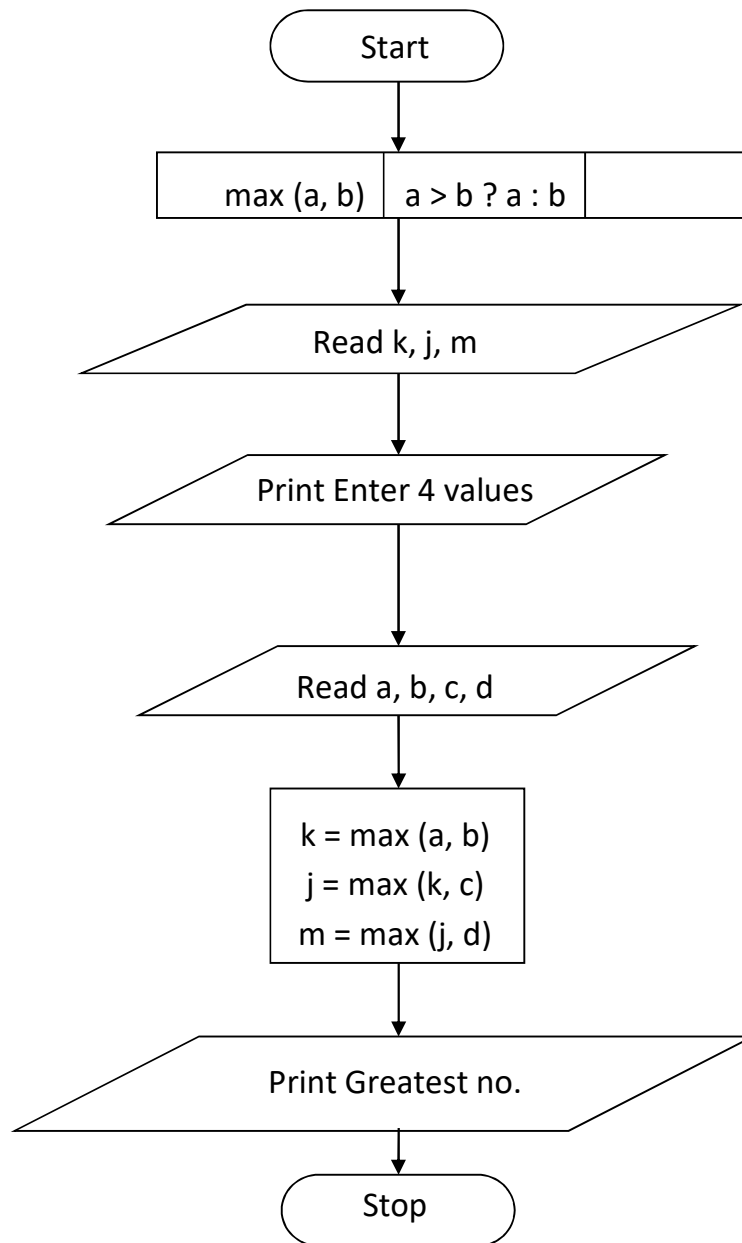 Start
max (a, b) a > b ? a : b
Read k, j, m
Print Enter 4 values
Read a, b, c, d
k = max (a, b)
j = max (k, c)
m = max (j, d)
Print Greatest no.
Stop